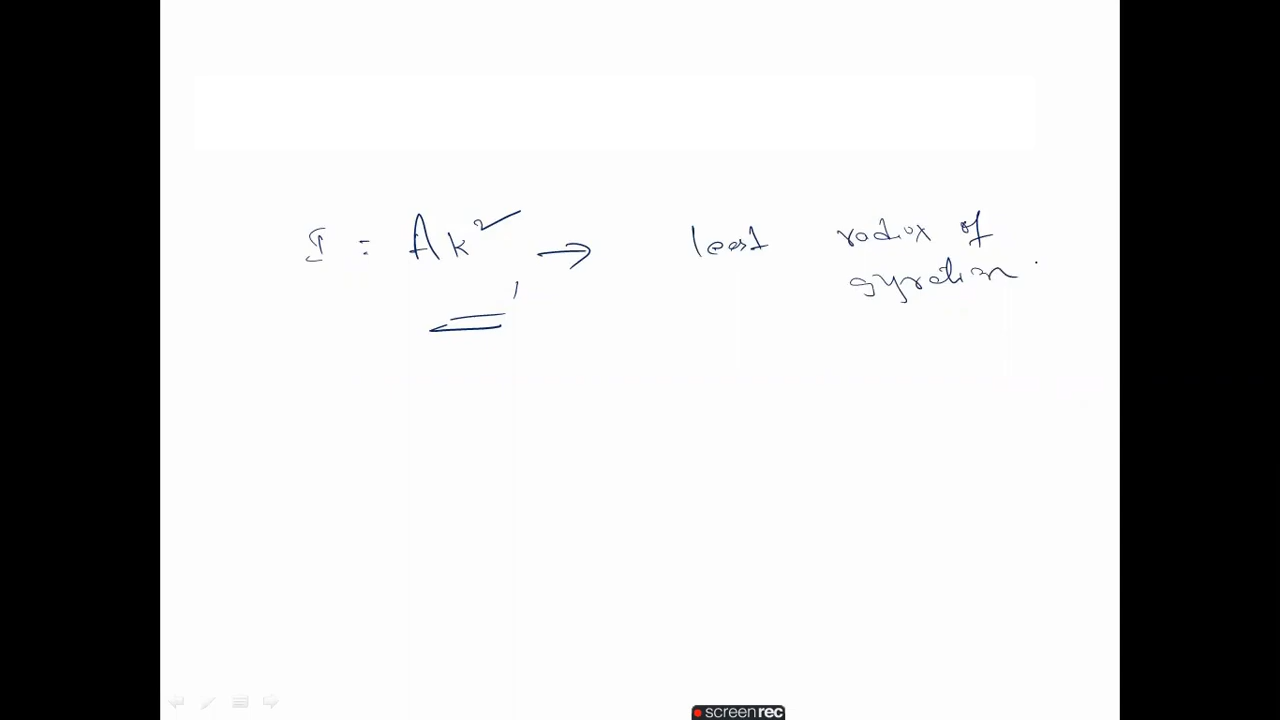 I = Ak² → least radius of
gyration.
screenrec